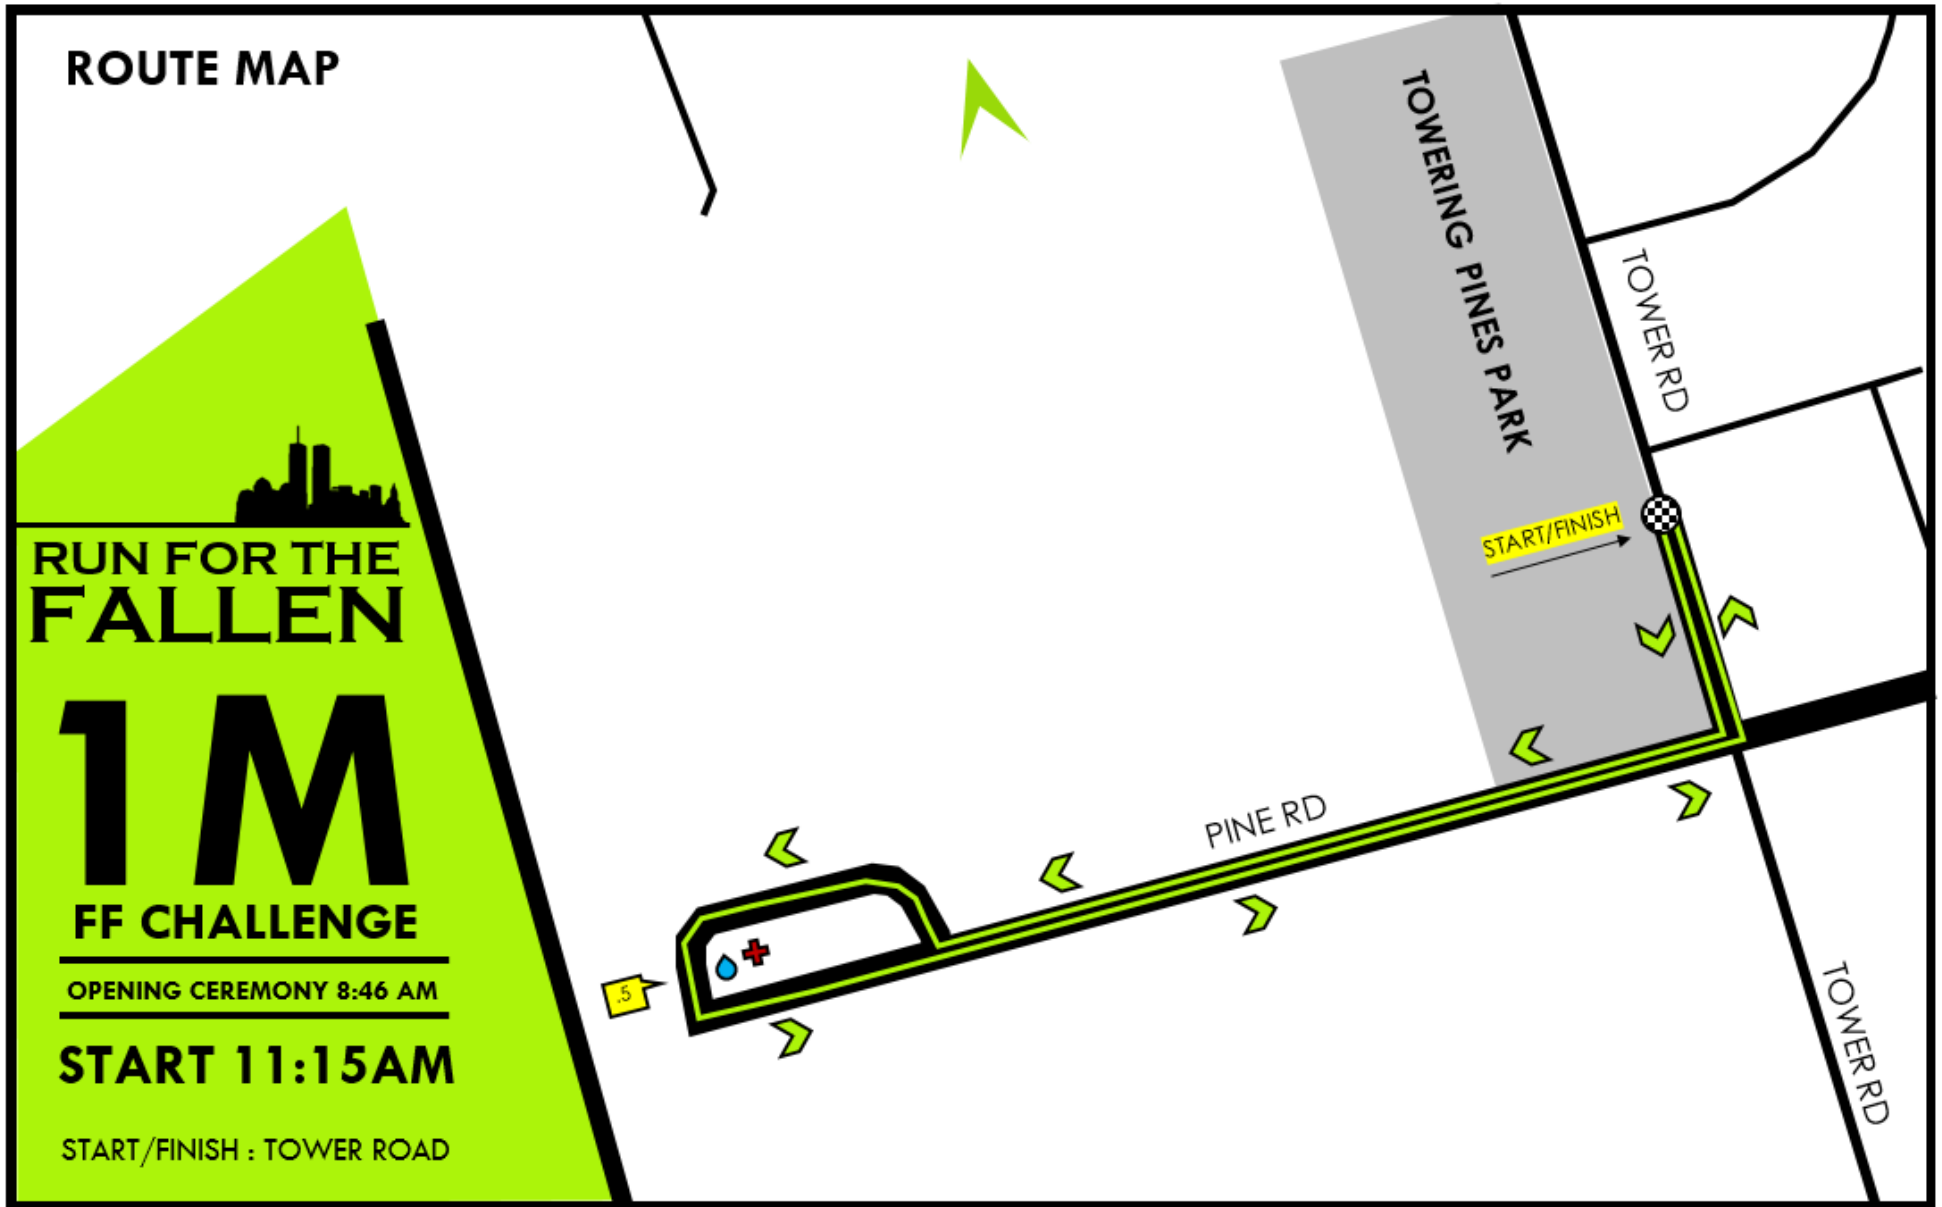 ROUTE MAP
TOWERING PINES PARK
TOWER RD
START/FINISH
RUN FOR THE
FALLEN
1M
FF CHALLENGE
OPENING CEREMONY 8:46 AM
START 11:15AM
START/FINISH : TOWER ROAD
PINE RD
.5
TOWER RD